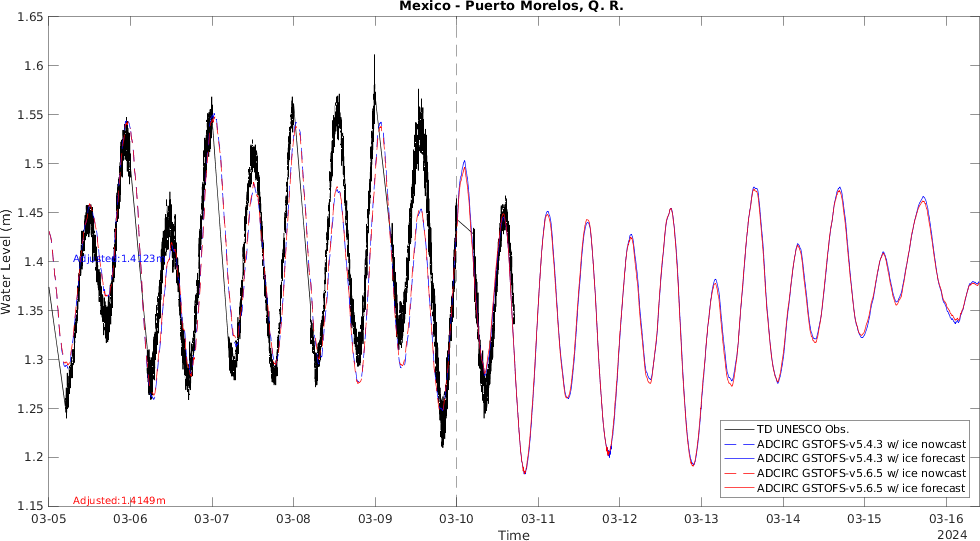 Mexico - Puerto Morelos, Q. R.
1.65
1.6
1.55
1.5
1.45
1.4
1.35
1.3
1.25
1.2
1.15
Water Level (m)
Adjusted:1.4123m
Adjusted:1.4149m
TD UNESCO Obs.
ADCIRC GSTOFS-v5.4.3 w/ ice nowcast
ADCIRC GSTOFS-v5.4.3 w/ ice forecast
ADCIRC GSTOFS-v5.6.5 w/ ice nowcast
ADCIRC GSTOFS-v5.6.5 w/ ice forecast
03-05 03-06 03-07 03-08 03-09 03-10 03-11 03-12 03-13 03-14 03-15 03-16
Time
2024